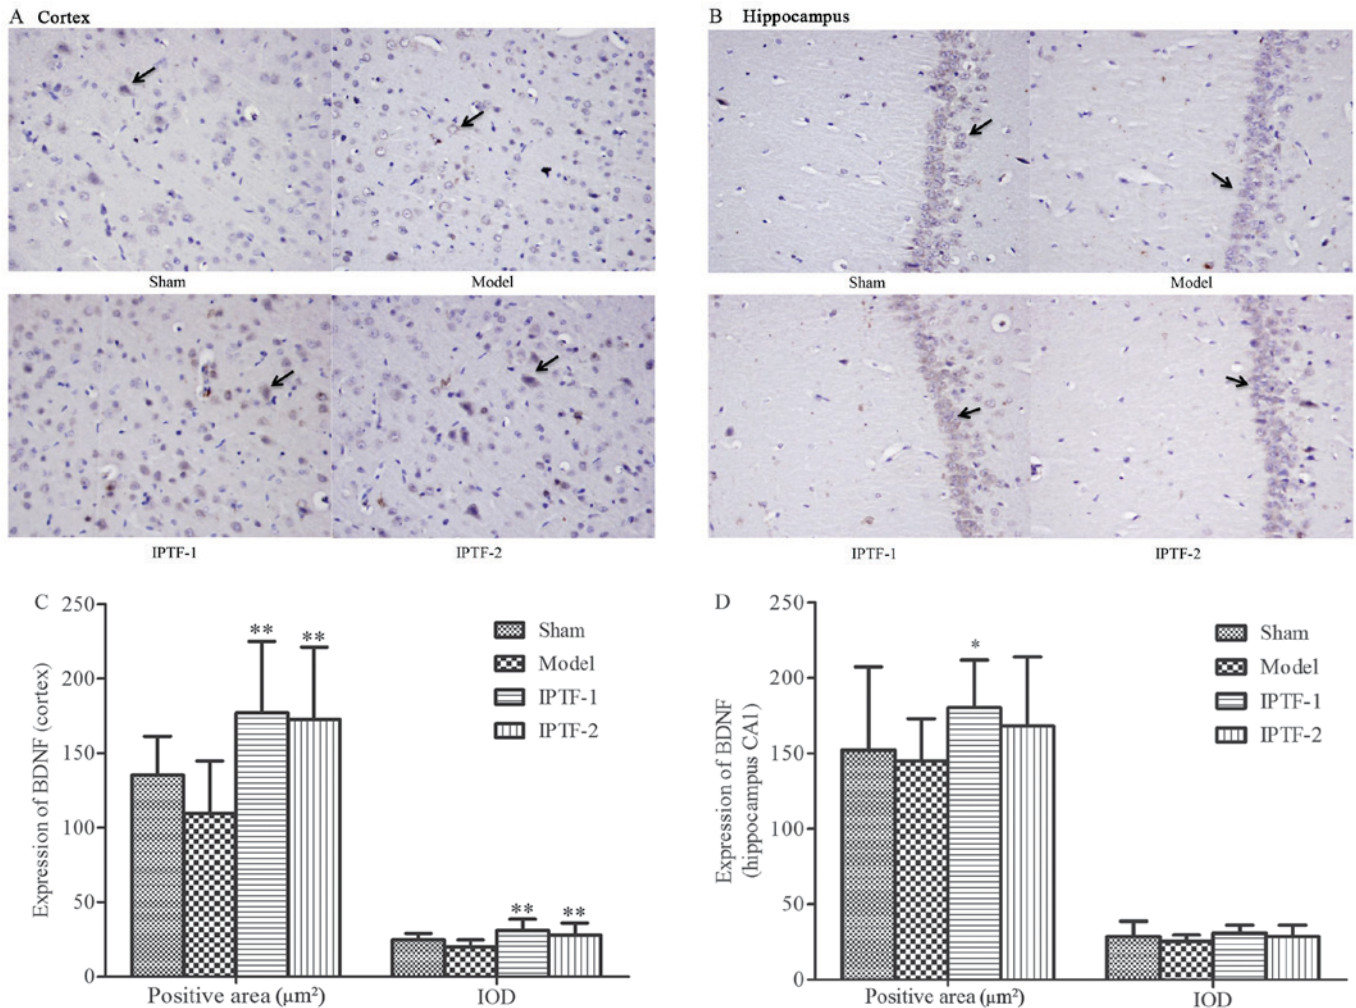 A Cortex
B Hippocampus
Sham Model
Sham Model
IPTF-1 IPTF-2
IPTF-1 IPTF-2
C
Expression of BDNF (cortex)
250
200
150
100
50
0
** **
** **
Sham
Model
IPTF-1
IPTF-2
Positive area (µm²) IOD
D
Expression of BDNF
(hippocampus CA1)
250
200
150
100
50
0
*
Sham
Model
IPTF-1
IPTF-2
Positive area (µm²) IOD